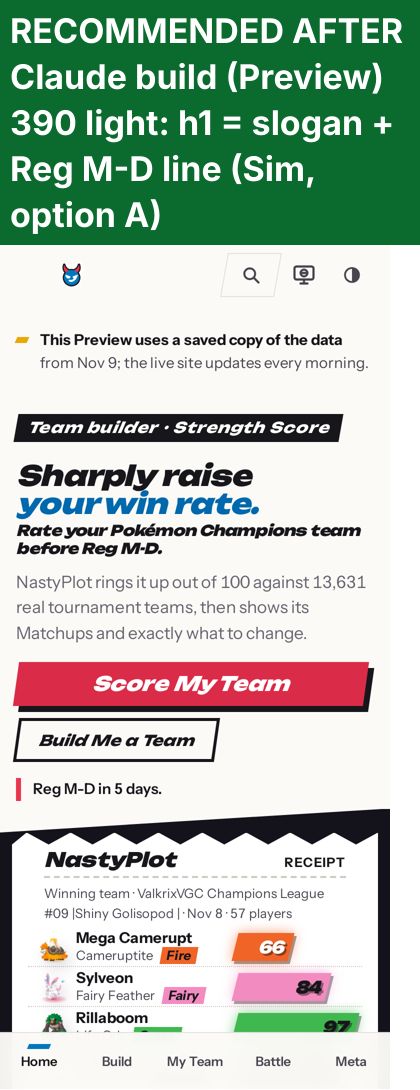 RECOMMENDED AFTER
Claude build (Preview)
390 light: h1 = slogan +
Reg M-D line (Sim,
option A)
This Preview uses a saved copy of the data
from Nov 9; the live site updates every morning.
Team builder · Strength Score
Sharply raise
your win rate.
Rate your Pokémon Champions team
before Reg M-D.
NastyPlot rings it up out of 100 against 13,631
real tournament teams, then shows its
Matchups and exactly what to change.
Score My Team
Build Me a Team
Reg M-D in 5 days.
NastyPlot RECEIPT
Winning team · ValkrixVGC Champions League
#09 |Shiny Golisopod | · Nov 8 · 57 players
Mega Camerupt
Cameruptite Fire 66
Sylveon
Fairy Feather Fairy 84
Rillaboom
97
Home Build My Team Battle Meta